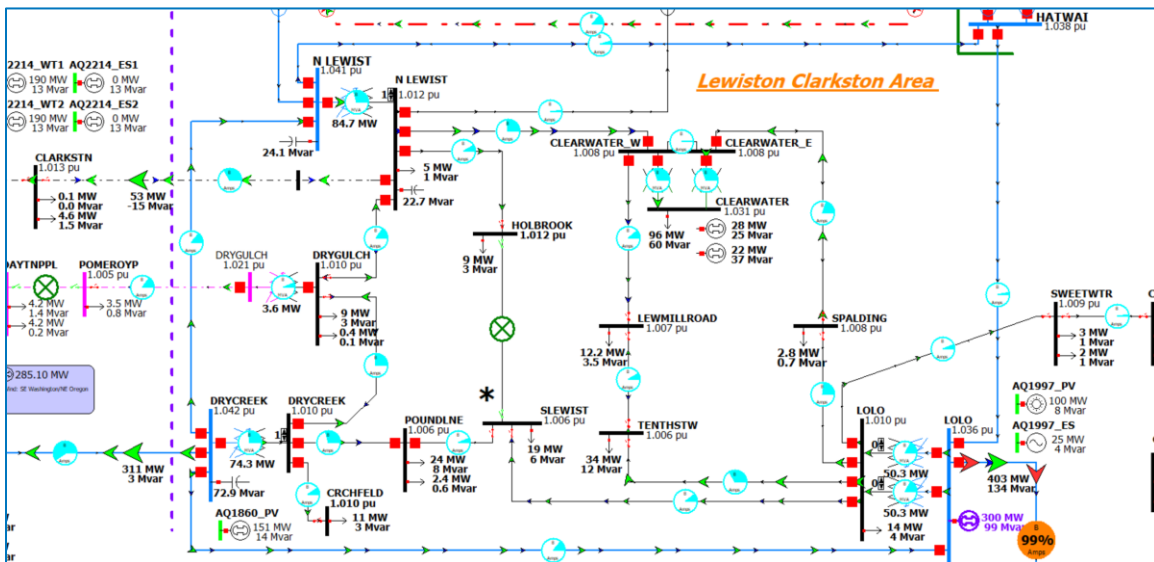 HATWAI
1.038 pu
Lewiston Clarkston Area
2214_WT1
190 MW
13 Mvar
AQ2214_ES1
0 MW
13 Mvar
2214_WT2
190 MW
13 Mvar
AQ2214_ES2
0 MW
13 Mvar
N LEWIST
1.041 pu
84.7 MW
24.1 Mvar
N LEWIST
1.012 pu
5 MW
1 Mvar
22.7 Mvar
CLARKSTN
1.013 pu
0.1 MW
0.0 Mvar
4.6 MW
1.5 Mvar
53 MW
-15 Mvar
CLEARWATER_W
1.008 pu
CLEARWATER_E
1.008 pu
CLEARWATER
1.031 pu
96 MW
60 Mvar
28 MW
25 Mvar
22 MW
37 Mvar
HOLBROOK
1.012 pu
9 MW
3 Mvar
DAYTNPPL
4.2 MW
1.4 Mvar
4.2 MW
0.2 Mvar
POMEROYP
1.005 pu
3.5 MW
0.8 Mvar
DRYGULCH
1.021 pu
3.6 MW
DRYGULCH
1.010 pu
9 MW
3 Mvar
0.4 MW
0.1 Mvar
LEWMILLROAD
1.007 pu
12.2 MW
3.5 Mvar
SPALDING
1.008 pu
2.8 MW
0.7 Mvar
SWEETWTR
1.009 pu
3 MW
1 Mvar
2 MW
1 Mvar
285.10 MW
Wind: SE Washington/NE Oregon
DRYCREEK
1.042 pu
74.3 MW
72.9 Mvar
311 MW
3 Mvar
AQ1860_PV
151 MW
14 Mvar
DRYCREEK
1.010 pu
CRCHFELD
1.010 pu
11 MW
3 Mvar
POUNDLNE
1.006 pu
24 MW
8 Mvar
2.4 MW
0.6 Mvar
*
SLEWIST
1.006 pu
19 MW
6 Mvar
TENTHSTW
1.006 pu
34 MW
12 Mvar
LOLO
1.010 pu
50.3 MW
50.3 MW
14 MW
4 Mvar
LOLO
1.036 pu
AQ1997_PV
100 MW
8 Mvar
AQ1997_ES
25 MW
4 Mvar
403 MW
134 Mvar
300 MW
99 Mvar
99%
Amps